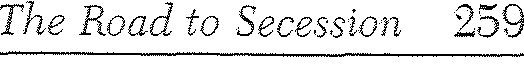 The Road to Secession 259